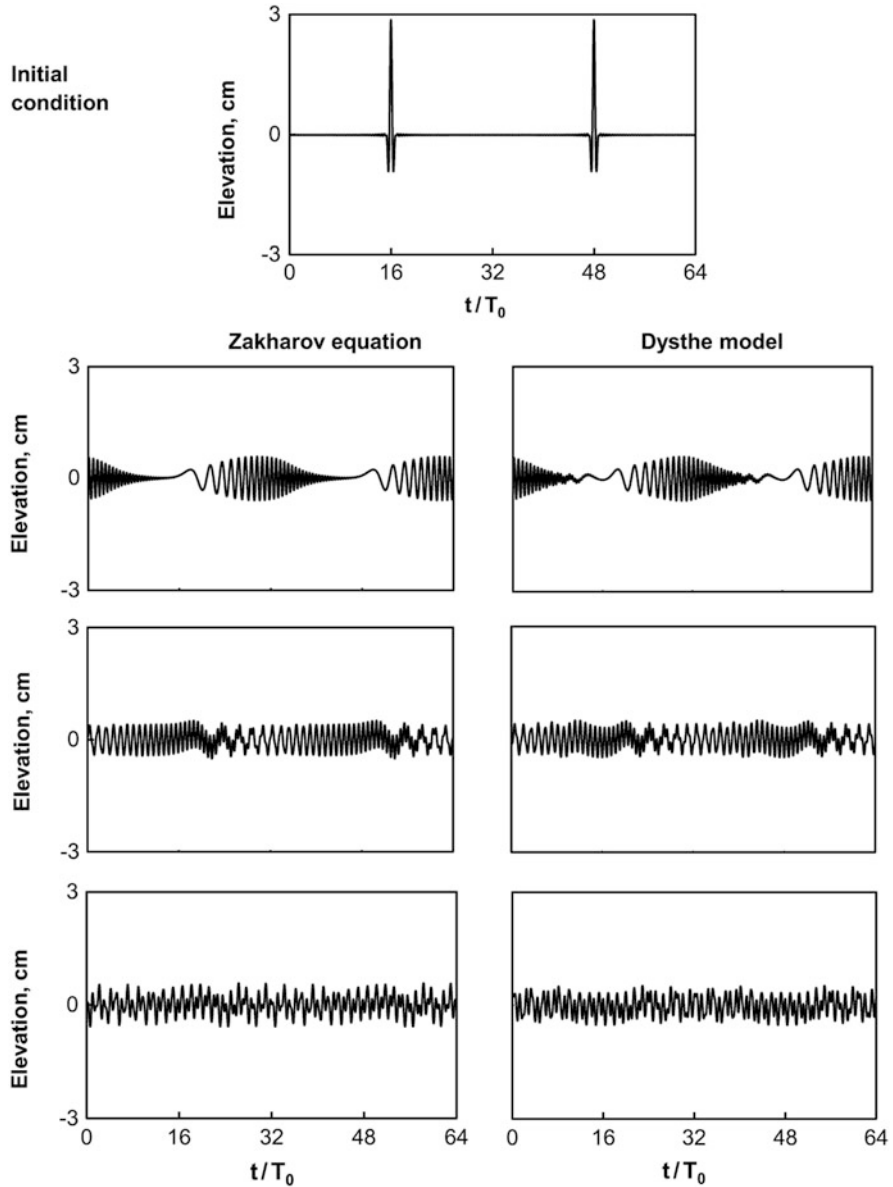 Initial
condition
Elevation, cm
3
0
-3
0 16 32 48 64
t/T0
Zakharov equation
Dysthe model
Elevation, cm
3
0
-3
Elevation, cm
3
0
-3
Elevation, cm
3
0
-3
0 16 32 48 64
0 16 32 48 64
t/T0
t/T0